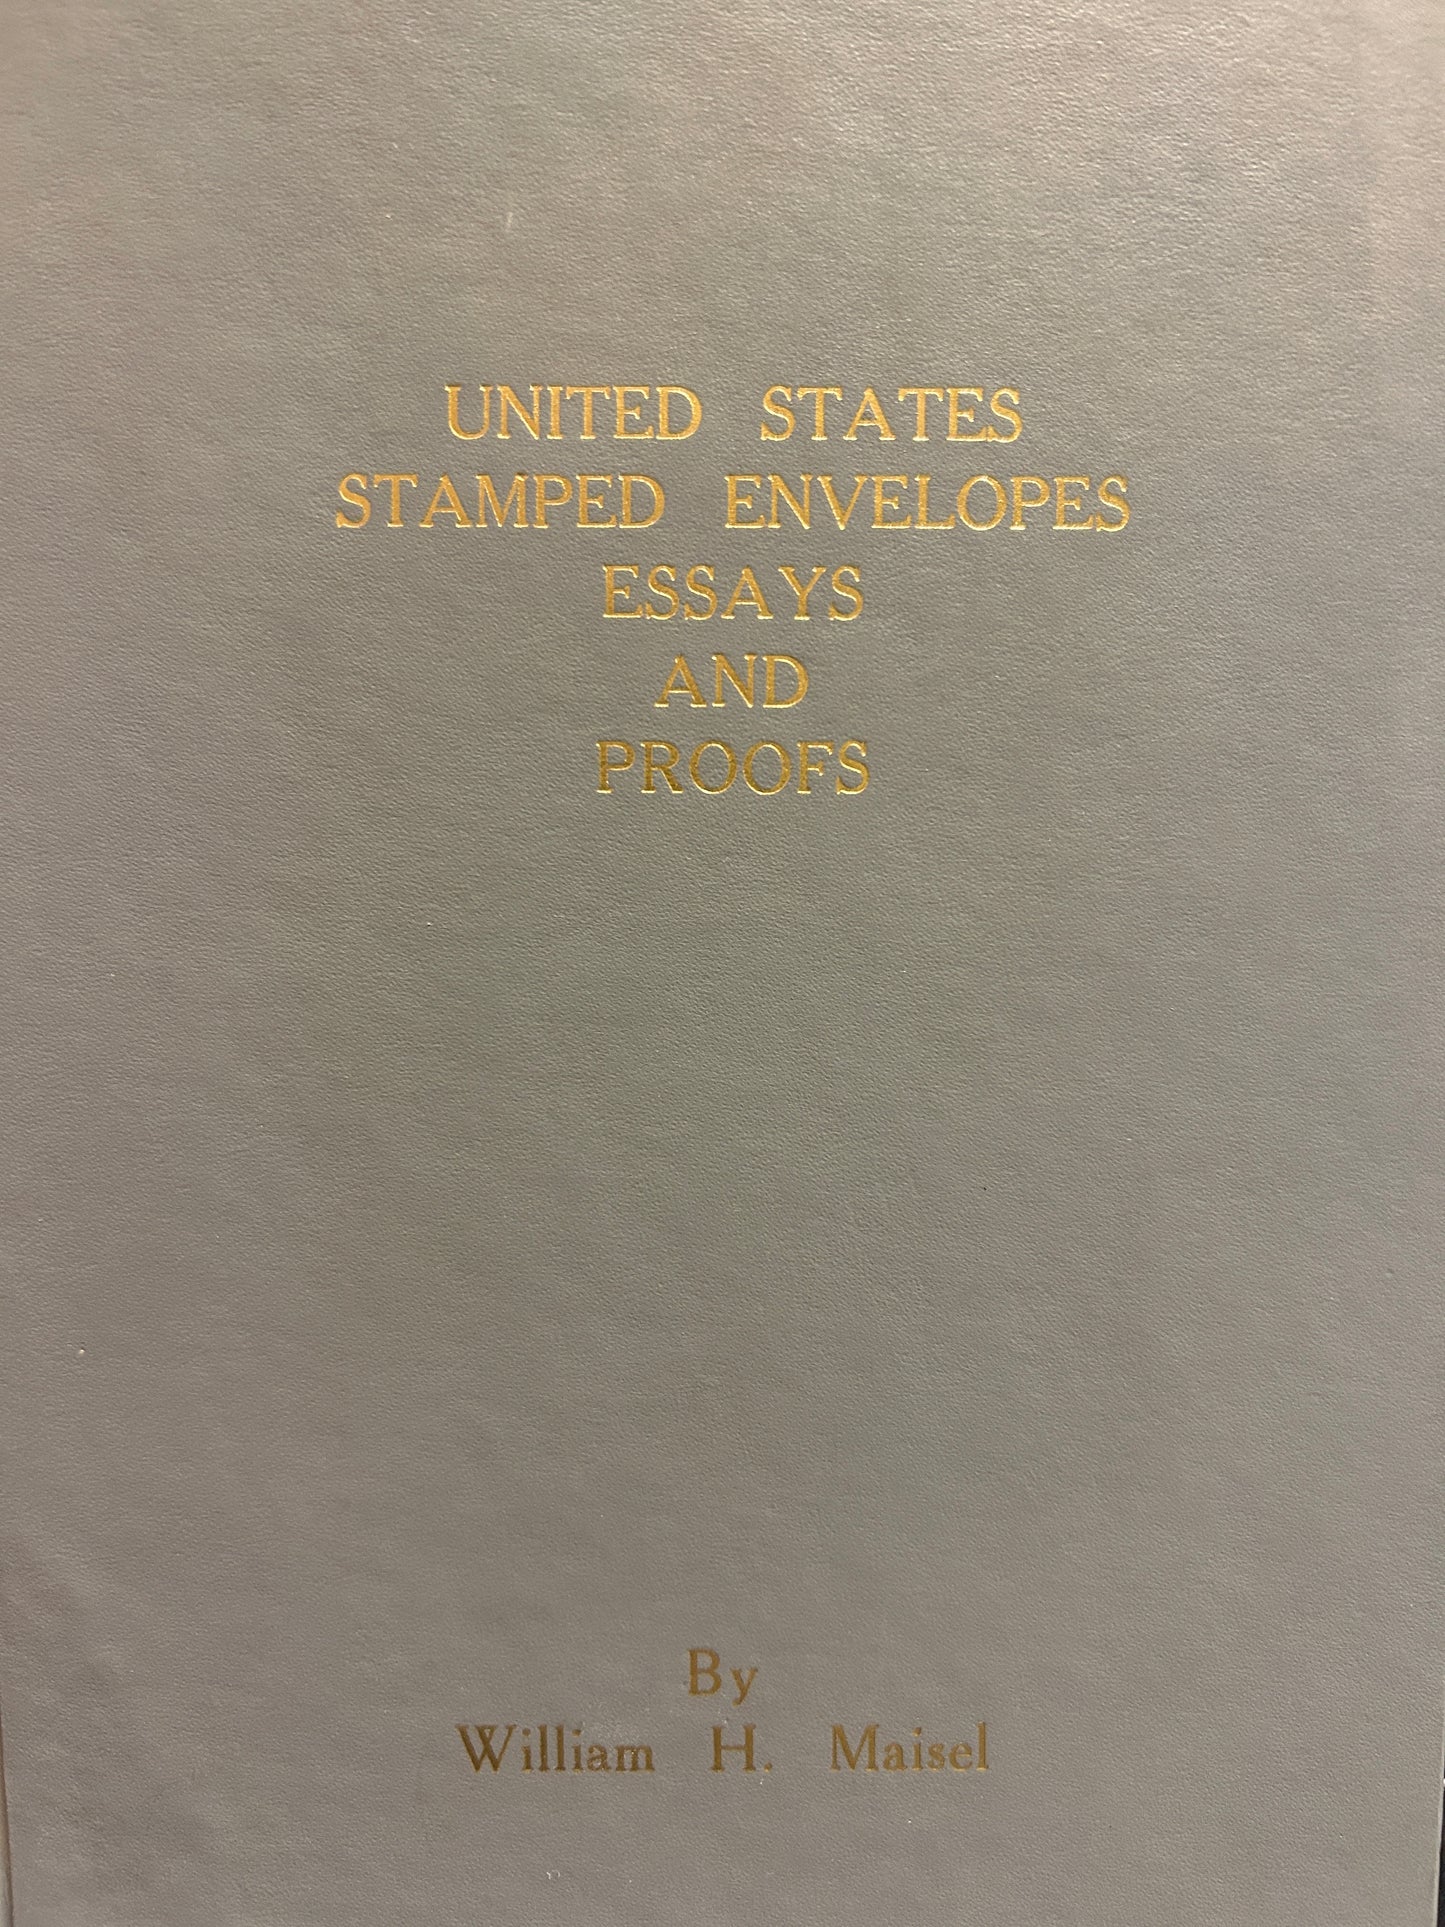 UNITED STATES
STAMPED ENVELOPES
ESSAYS
AND
PROOFS
By
William H. Maisel